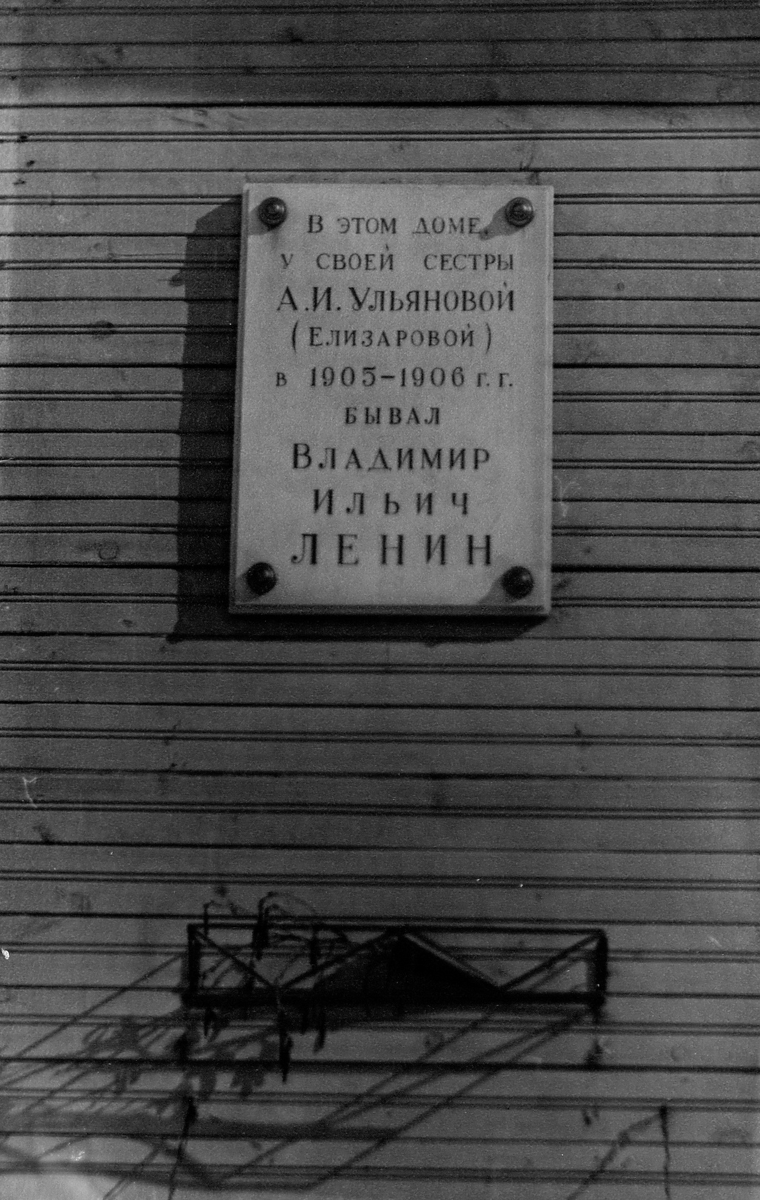 В ЭТОМ ДОМЕ,
У СВОЕЙ СЕСТРЫ
А.И. УЛЬЯНОВОЙ
(ЕЛИЗАРОВОЙ)
В 1905–1906 Г.Г.
БЫВАЛ
ВЛАДИМИР
ИЛЬИЧ
ЛЕНИН